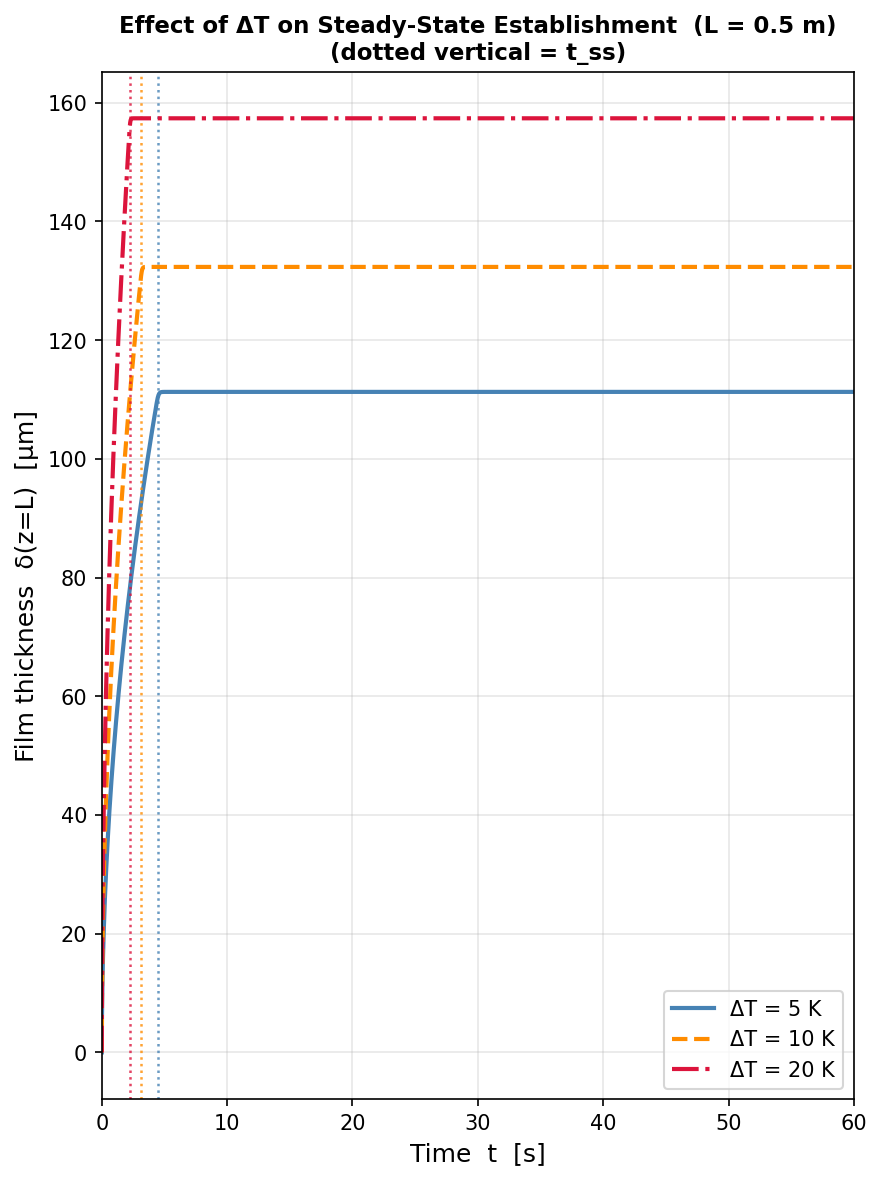 Effect of ΔT on Steady-State Establishment  (L = 0.5 m)
(dotted vertical = t_ss)
Film thickness  δ(z=L)  [μm]
160
140
120
100
80
60
40
20
0
0 10 20 30 40 50 60
Time  t  [s]
ΔT = 5 K
ΔT = 10 K
ΔT = 20 K